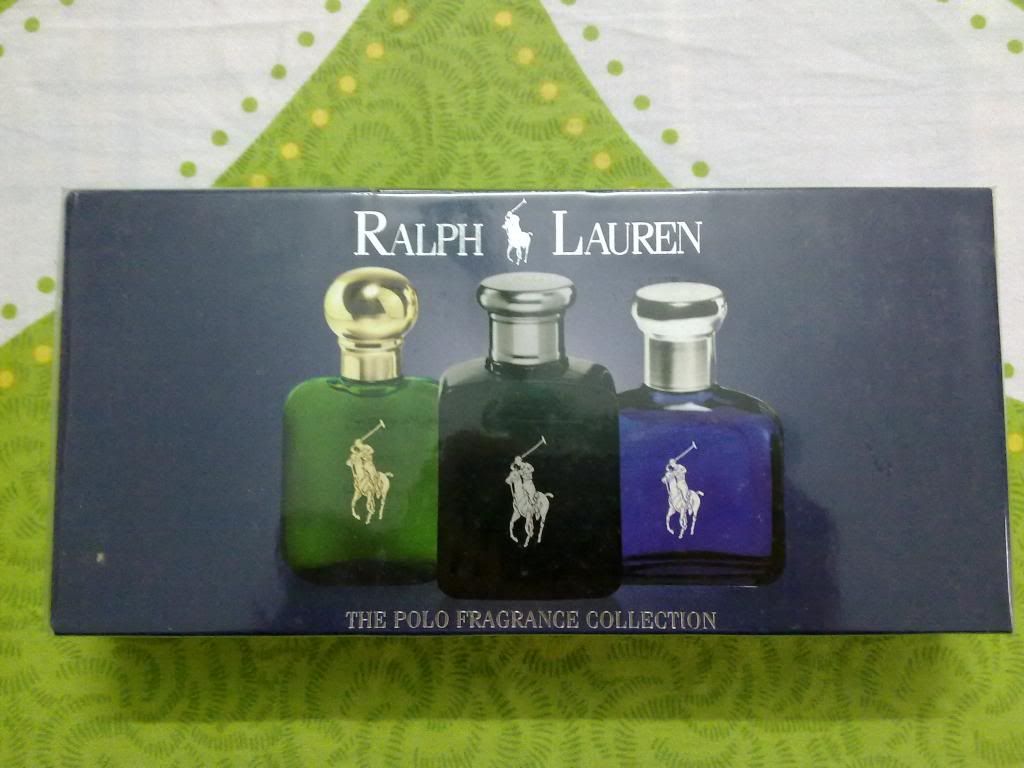 RALPH LAUREN
THE POLO FRAGRANCE COLLECTION